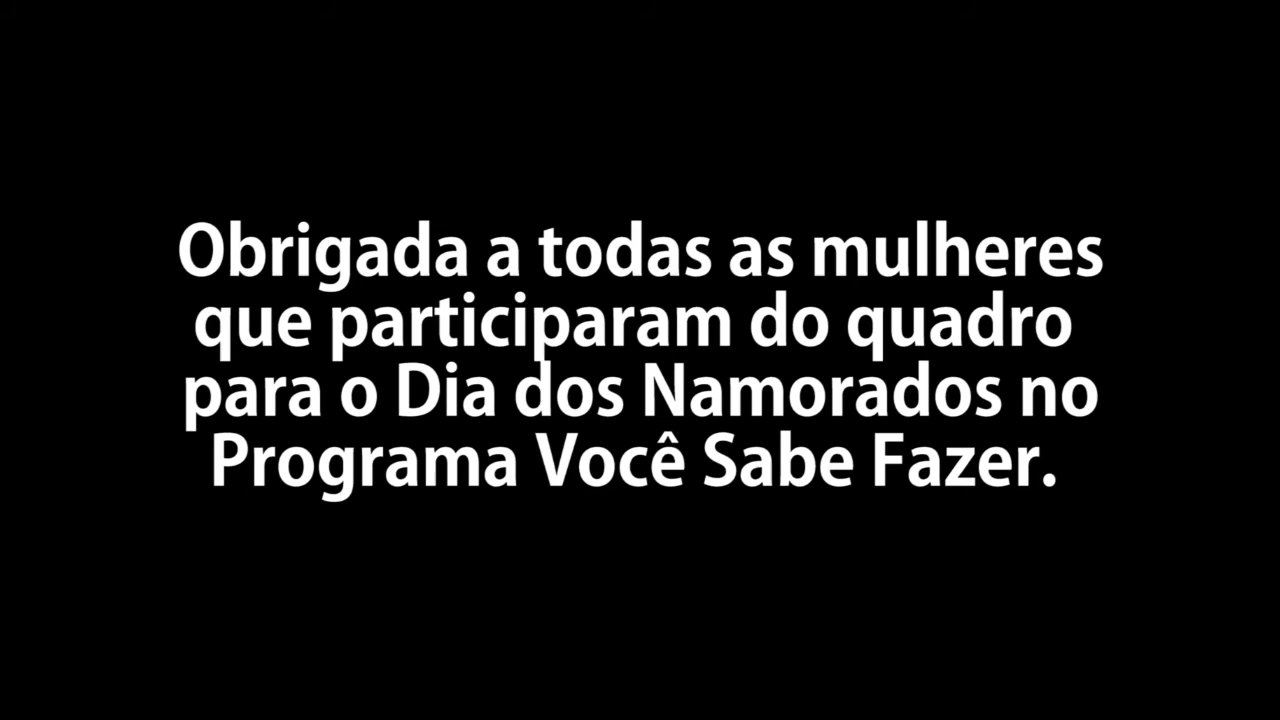 Obrigada a todas as mulheres
que participaram do quadro
para o Dia dos Namorados no
Programa Você Sabe Fazer.